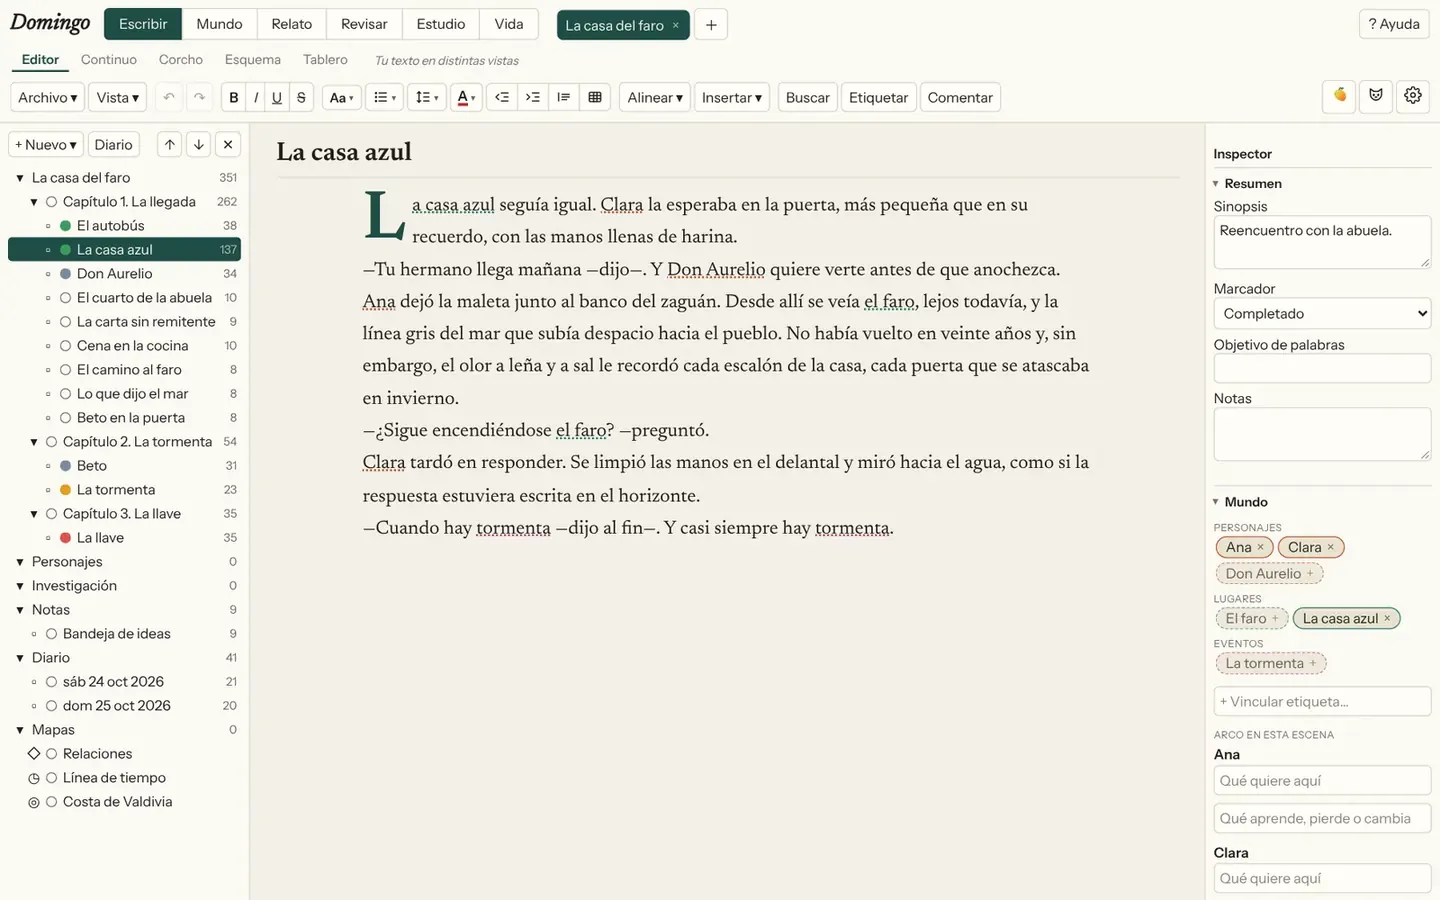 Domingo
Escribir Mundo Relato Revisar Estudio Vida La casa del faro × + ? Ayuda
Editor Continuo Corcho Esquema Tablero Tu texto en distintas vistas
Archivo ▾ Vista ▾ B I U S Aa ▾ A ▾ Alinear ▾ Insertar ▾ Buscar Etiquetar Comentar
+ Nuevo ▾ Diario ↑ ↓ ✕
▼ La casa del faro 351
▼ Capítulo 1. La llegada 262
El autobús 38
La casa azul 137
Don Aurelio 34
El cuarto de la abuela 10
La carta sin remitente 9
Cena en la cocina 10
El camino al faro 8
Lo que dijo el mar 8
Beto en la puerta 8
▼ Capítulo 2. La tormenta 54
Beto 31
La tormenta 23
▼ Capítulo 3. La llave 35
La llave 35
▼ Personajes 0
▼ Investigación 0
▼ Notas 9
Bandeja de ideas 9
▼ Diario 41
sáb 24 oct 2026 21
dom 25 oct 2026 20
▼ Mapas 0
Relaciones
Línea de tiempo
Costa de Valdivia
La casa azul
La casa azul seguía igual. Clara la esperaba en la puerta, más pequeña que en su
recuerdo, con las manos llenas de harina.
—Tu hermano llega mañana —dijo—. Y Don Aurelio quiere verte antes de que anochezca.
Ana dejó la maleta junto al banco del zaguán. Desde allí se veía el faro, lejos todavía, y la
línea gris del mar que subía despacio hacia el pueblo. No había vuelto en veinte años y, sin
embargo, el olor a leña y a sal le recordó cada escalón de la casa, cada puerta que se atascaba
en invierno.
—¿Sigue encendiéndose el faro? —preguntó.
Clara tardó en responder. Se limpió las manos en el delantal y miró hacia el agua, como si la
respuesta estuviera escrita en el horizonte.
—Cuando hay tormenta —dijo al fin—. Y casi siempre hay tormenta.
Inspector
▼ Resumen
Sinopsis
Reencuentro con la abuela.
Marcador
Completado
Objetivo de palabras
Notas
▼ Mundo
PERSONAJES
Ana × Clara ×
Don Aurelio +
LUGARES
El faro + La casa azul ×
EVENTOS
La tormenta +
+ Vincular etiqueta...
ARCO EN ESTA ESCENA
Ana
Qué quiere aquí
Qué aprende, pierde o cambia
Clara
Qué quiere aquí